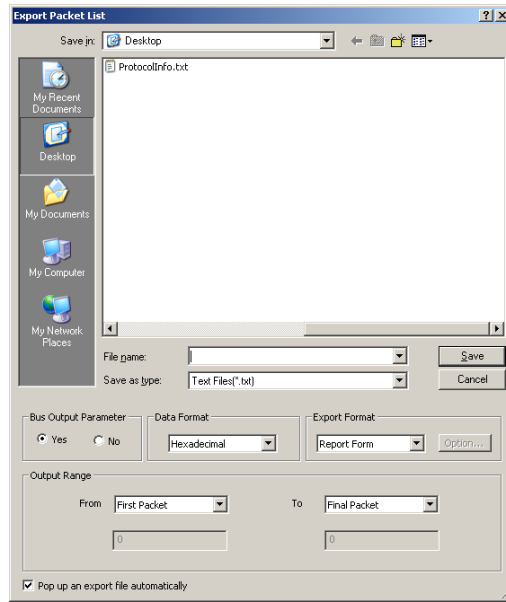 Export Packet List
Save in: Desktop
ProtocolInfo.txt
My Recent
Documents
Desktop
My Documents
My Computer
My Network
Places
File name:
Save
Save as type: Text Files(*.txt)
Cancel
Bus Output Parameter
Yes No
Data Format
Hexadecimal
Export Format
Report Form Option...
Output Range
From First Packet To Final Packet
0 0
Pop up an export file automatically